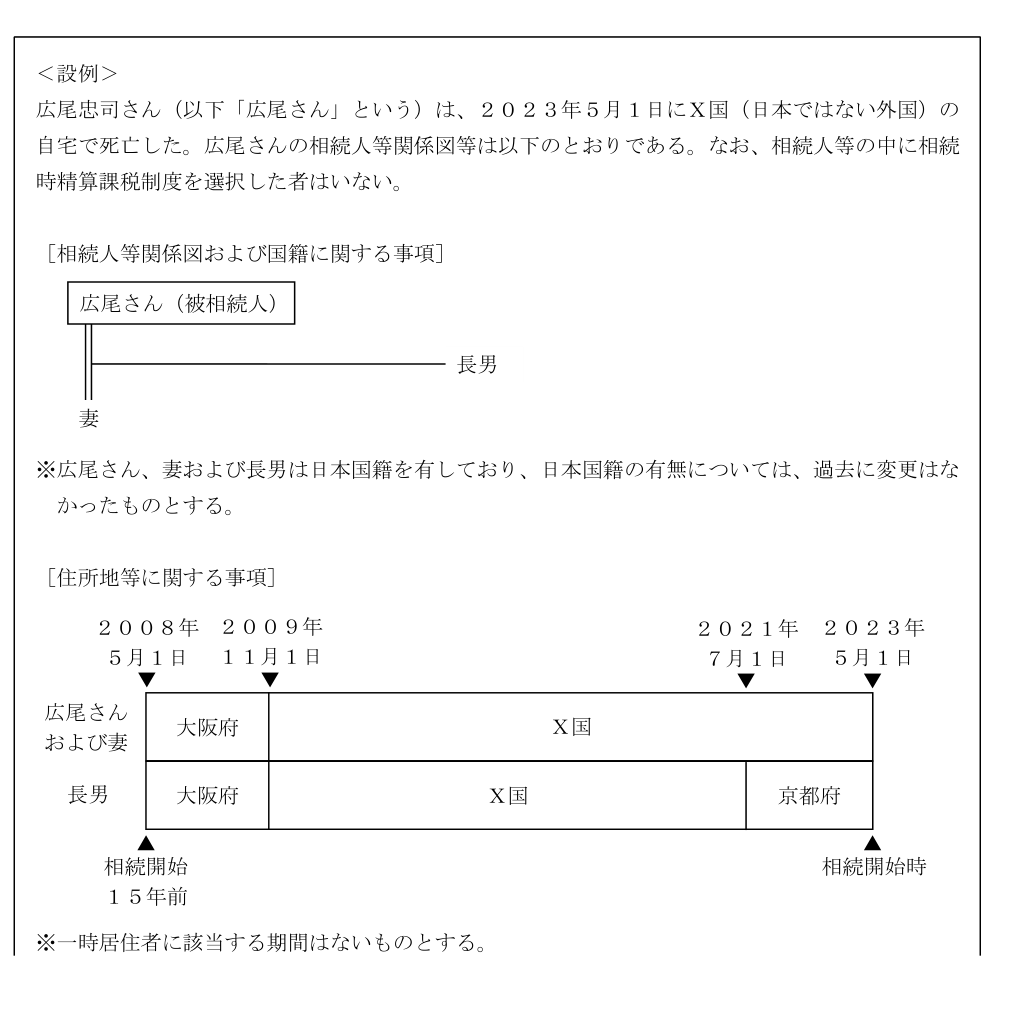 ＜設例＞
広尾忠司さん（以下「広尾さん」という）は、２０２３年５月１日にＸ国（日本ではない外国）の
自宅で死亡した。広尾さんの相続人等関係図等は以下のとおりである。なお、相続人等の中に相続
時精算課税制度を選択した者はいない。
［相続人等関係図および国籍に関する事項］
広尾さん（被相続人）
長男
妻
※広尾さん、妻および長男は日本国籍を有しており、日本国籍の有無については、過去に変更はな
かったものとする。
［住所地等に関する事項］
２００８年 ２００９年 ２０２１年 ２０２３年
５月１日 １１月１日 ７月１日 ５月１日
▼ ▼ ▼ ▼
広尾さん
および妻 大阪府 Ｘ国
長男 大阪府 Ｘ国 京都府
▲ ▲
相続開始 相続開始時
１５年前
※一時居住者に該当する期間はないものとする。